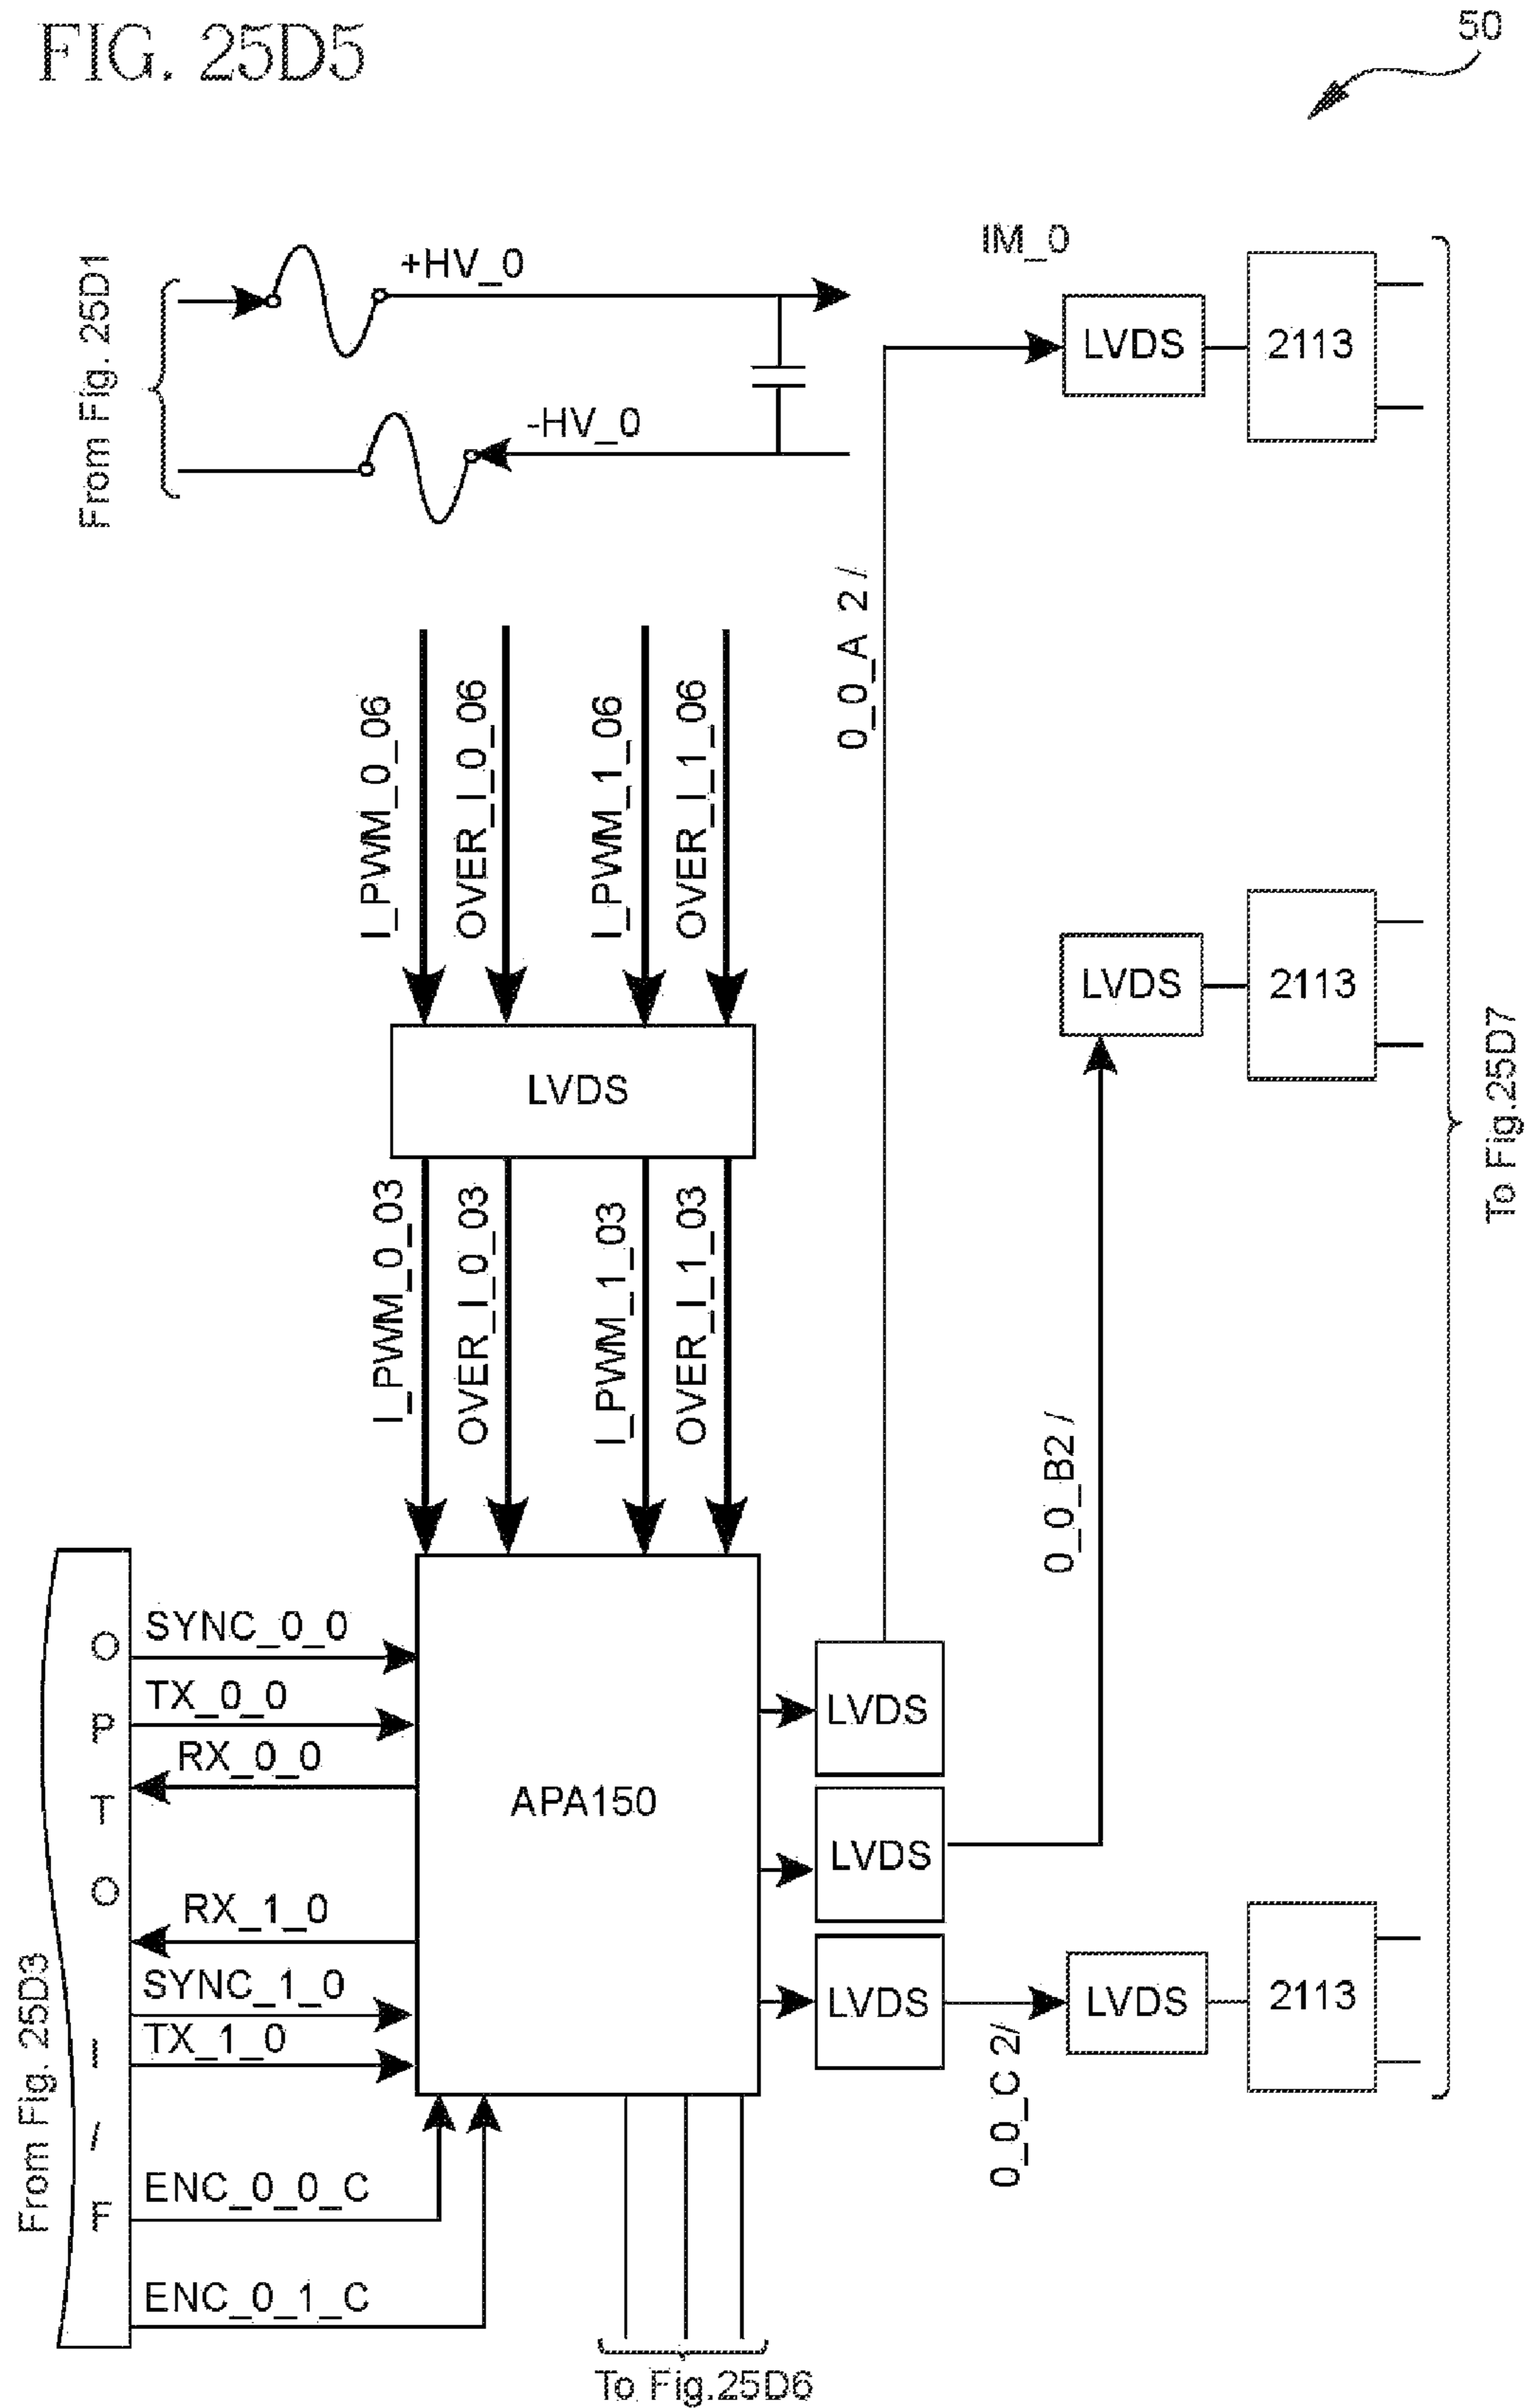 FIG. 25D5
50
From Fig. 25D1
+HV_0
-HV_0
IM_0
LVDS
2113
0_0_A 2 /
I_PWM_0_06
OVER_I_0_06
I_PWM_1_06
OVER_I_1_06
LVDS
LVDS
2113
To Fig.25D7
I_PWM_0_03
OVER_I_0_03
I_PWM_1_03
OVER_I_1_03
0_0_B2 /
From Fig. 25D3
OPTO I/F
SYNC_0_0
TX_0_0
RX_0_0
RX_1_0
SYNC_1_0
TX_1_0
ENC_0_0_C
ENC_0_1_C
APA150
LVDS
LVDS
LVDS
0_0_C 2/
LVDS
2113
To Fig.25D6